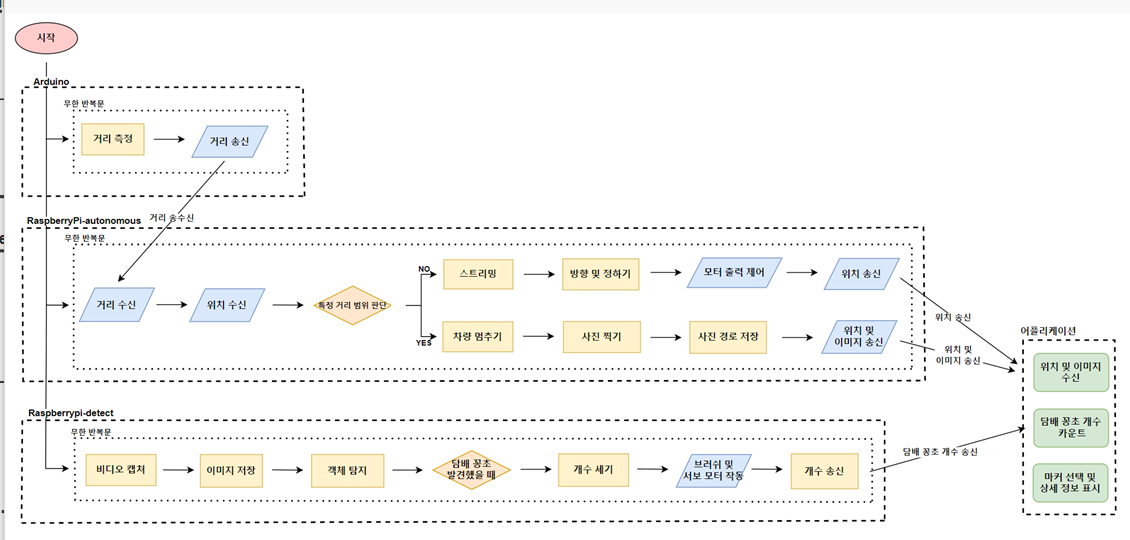 시작
Arduino
무한 반복문
거리 측정
거리 송신
거리 송수신
RaspberryPi-autonomous
무한 반복문
거리 수신
위치 수신
특정 거리 범위 판단
NO
스트리밍
방향 및 정하기
모터 출력 제어
위치 송신
YES
차량 멈추기
사진 찍기
사진 경로 저장
위치 및
이미지 송신
위치 송신
위치 및
이미지 송신
어플리케이션
위치 및 이미지
수신
담배 꽁초 개수
카운트
마커 선택 및
상세 정보 표시
Raspberrypi-detect
무한 반복문
비디오 캡쳐
이미지 저장
객체 탐지
담배 꽁초
발견했을 때
개수 세기
브러쉬 및
서보 모터 작동
개수 송신
담배 꽁초 개수 송신